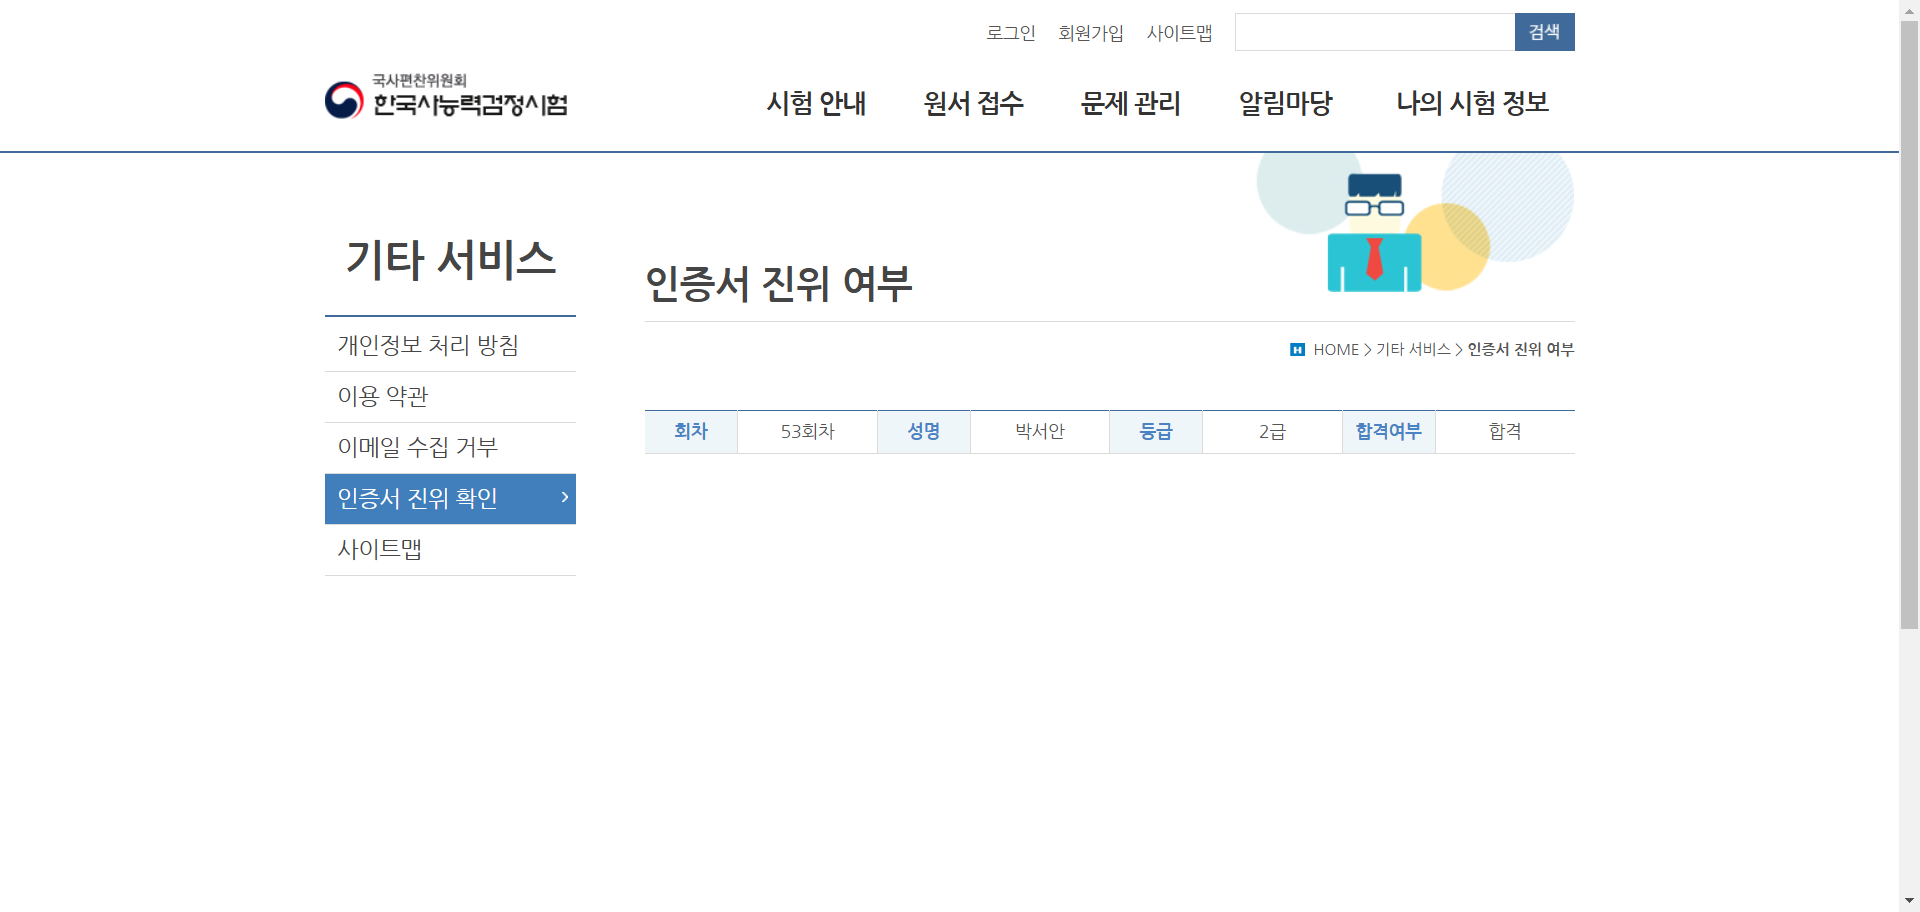 로그인 회원가입 사이트맵 검색
국사편찬위원회
한국사능력검정시험
시험 안내 원서 접수 문제 관리 알림마당 나의 시험 정보
기타 서비스
개인정보 처리 방침
이용 약관
이메일 수집 거부
인증서 진위 확인 ›
사이트맵
인증서 진위 여부
H HOME > 기타 서비스 > 인증서 진위 여부
회차 53회차 성명 박서안 등급 2급 합격여부 합격